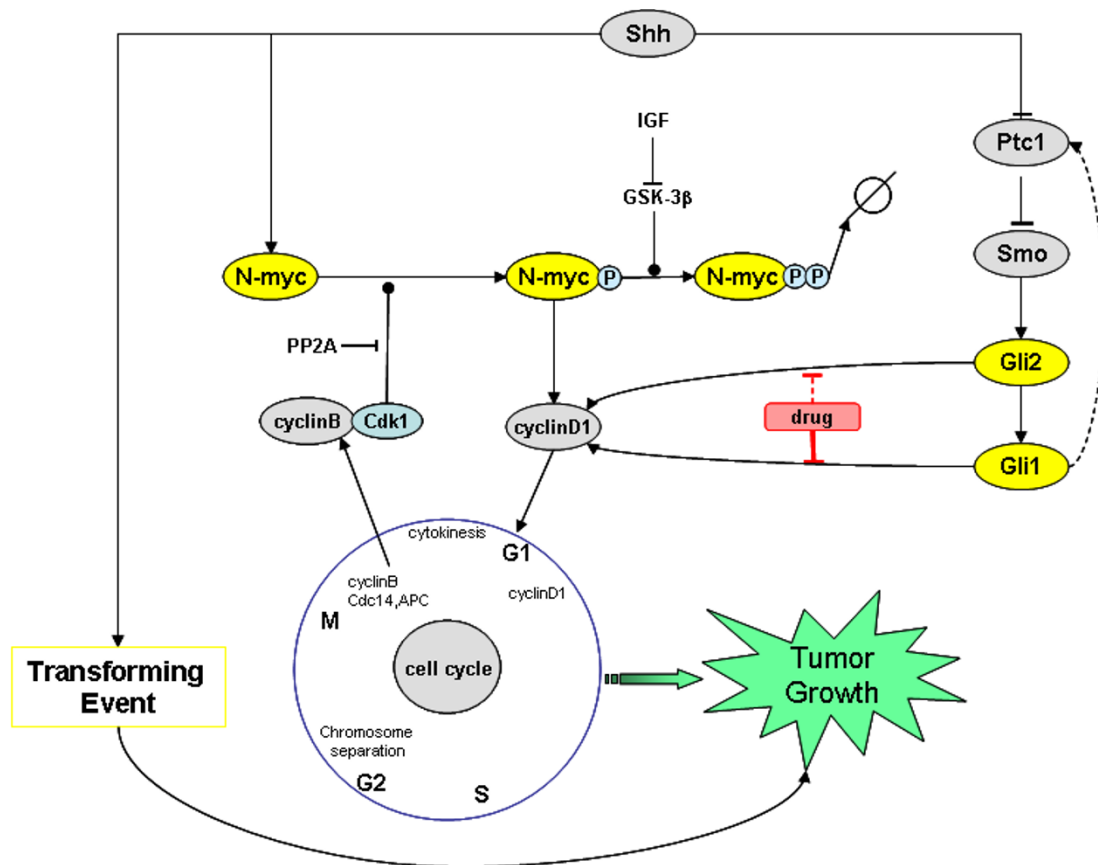 Shh
IGF
Ptc1
GSK-3β
Smo
N-myc
N-myc P
N-myc P P
PP2A
Gli2
cyclinB Cdk1
cyclinD1
drug
Gli1
cytokinesis
G1
cyclinB
Cdc14,APC
cyclinD1
M
cell cycle
Transforming
Event
Tumor
Growth
Chromosome
separation
G2
S